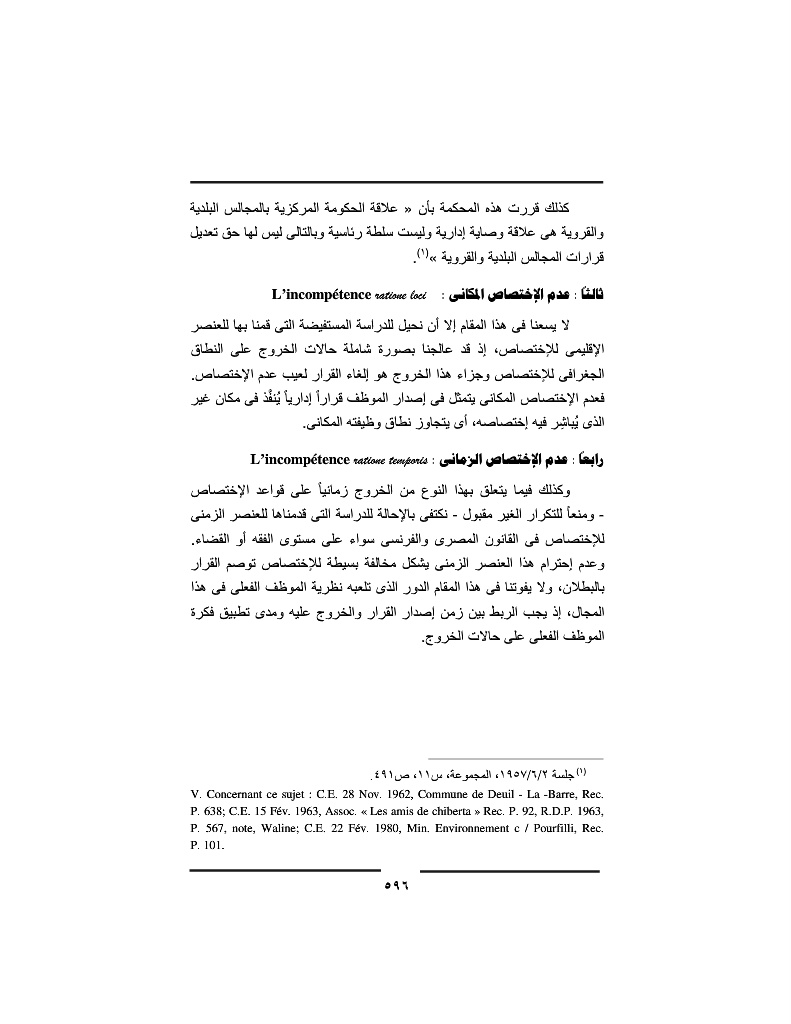 كذلك قررت هذه المحكمة بأن « علاقة الحكومة المركزية بالمجالس البلدية
والقروية هى علاقة وصاية إدارية وليست سلطة رئاسية وبالتالى ليس لها حق تعديل
قرارات المجالس البلدية والقروية »(١).
ثالثاً : عدم الإختصاص المكانى : L'incompétence ratione loci
لا يسعنا فى هذا المقام إلا أن نحيل للدراسة المستفيضة التى قمنا بها للعنصر
الإقليمى للإختصاص، إذ قد عالجنا بصورة شاملة حالات الخروج على النطاق
الجغرافى للإختصاص وجزاء هذا الخروج هو إلغاء القرار لعيب عدم الإختصاص.
فعدم الإختصاص المكانى يتمثل فى إصدار الموظف قراراً إدارياً يُنفَّذ فى مكان غير
الذى يُباشِر فيه إختصاصه، أى يتجاوز نطاق وظيفته المكانى.
رابعاً : عدم الإختصاص الزمانى : L'incompétence ratione temporis
وكذلك فيما يتعلق بهذا النوع من الخروج زمانياً على قواعد الإختصاص
- ومنعاً للتكرار الغير مقبول - نكتفى بالإحالة للدراسة التى قدمناها للعنصر الزمنى
للإختصاص فى القانون المصرى والفرنسى سواء على مستوى الفقه أو القضاء.
وعدم إحترام هذا العنصر الزمنى يشكل مخالفة بسيطة للإختصاص توصم القرار
بالبطلان، ولا يفوتنا فى هذا المقام الدور الذى تلعبه نظرية الموظف الفعلى فى هذا
المجال، إذ يجب الربط بين زمن إصدار القرار والخروج عليه ومدى تطبيق فكرة
الموظف الفعلى على حالات الخروج.
(١) جلسة ١٩٥٧/٦/٢، المجموعة، س١١، ص٤٩١.
V. Concernant ce sujet : C.E. 28 Nov. 1962, Commune de Deuil - La -Barre, Rec.
P. 638; C.E. 15 Fév. 1963, Assoc. « Les amis de chiberta » Rec. P. 92, R.D.P. 1963,
P. 567, note, Waline; C.E. 22 Fév. 1980, Min. Environnement c / Pourfilli, Rec.
P. 101.
٥٩٦